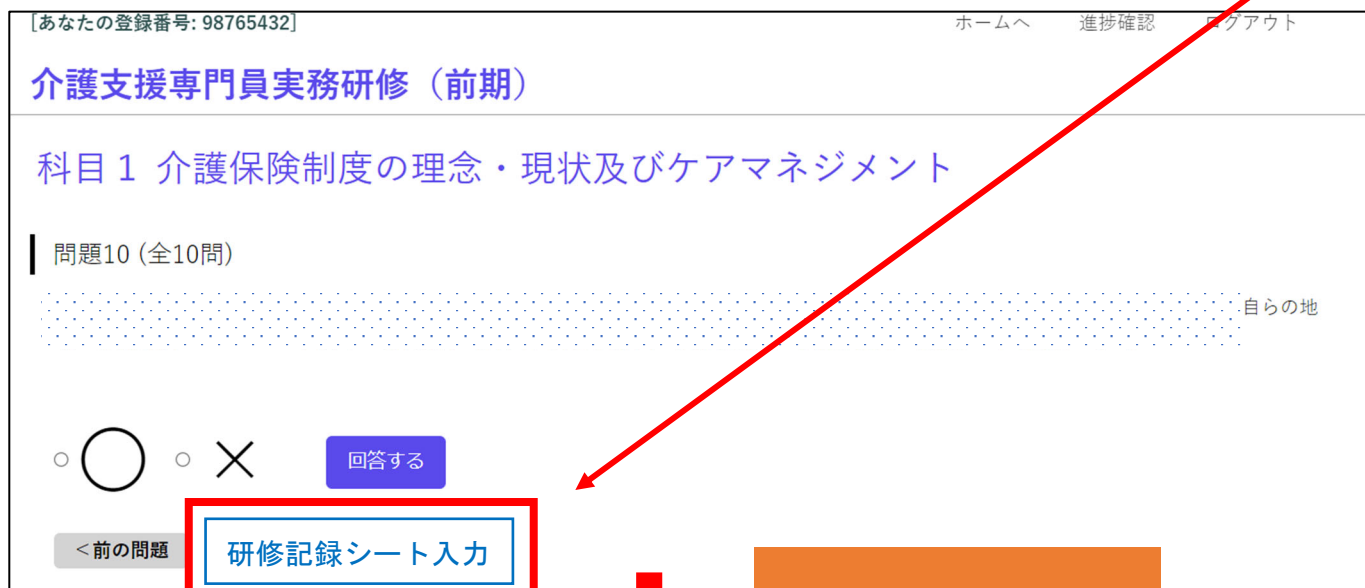 [あなたの登録番号: 98765432] ホームへ 進捗確認 ログアウト
介護支援専門員実務研修（前期）
科目１ 介護保険制度の理念・現状及びケアマネジメント
問題10 (全10問)
自らの地
回答する
<前の問題 研修記録シート入力